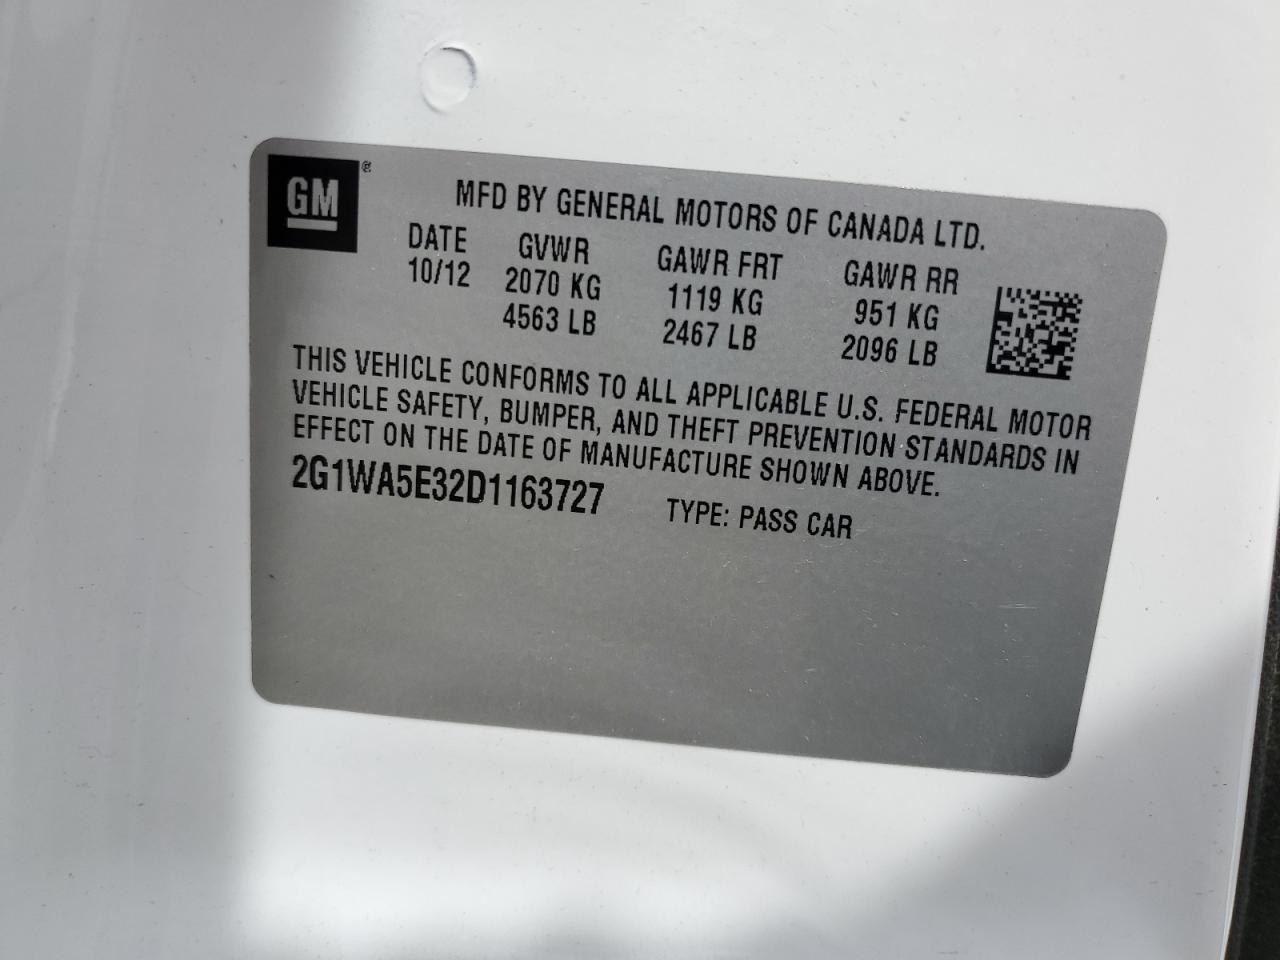 GM®
MFD BY GENERAL MOTORS OF CANADA LTD.
DATE GVWR GAWR FRT GAWR RR
10/12 2070 KG 1119 KG 951 KG
4563 LB 2467 LB 2096 LB
THIS VEHICLE CONFORMS TO ALL APPLICABLE U.S. FEDERAL MOTOR
VEHICLE SAFETY, BUMPER, AND THEFT PREVENTION STANDARDS IN
EFFECT ON THE DATE OF MANUFACTURE SHOWN ABOVE.
2G1WA5E32D1163727 TYPE: PASS CAR